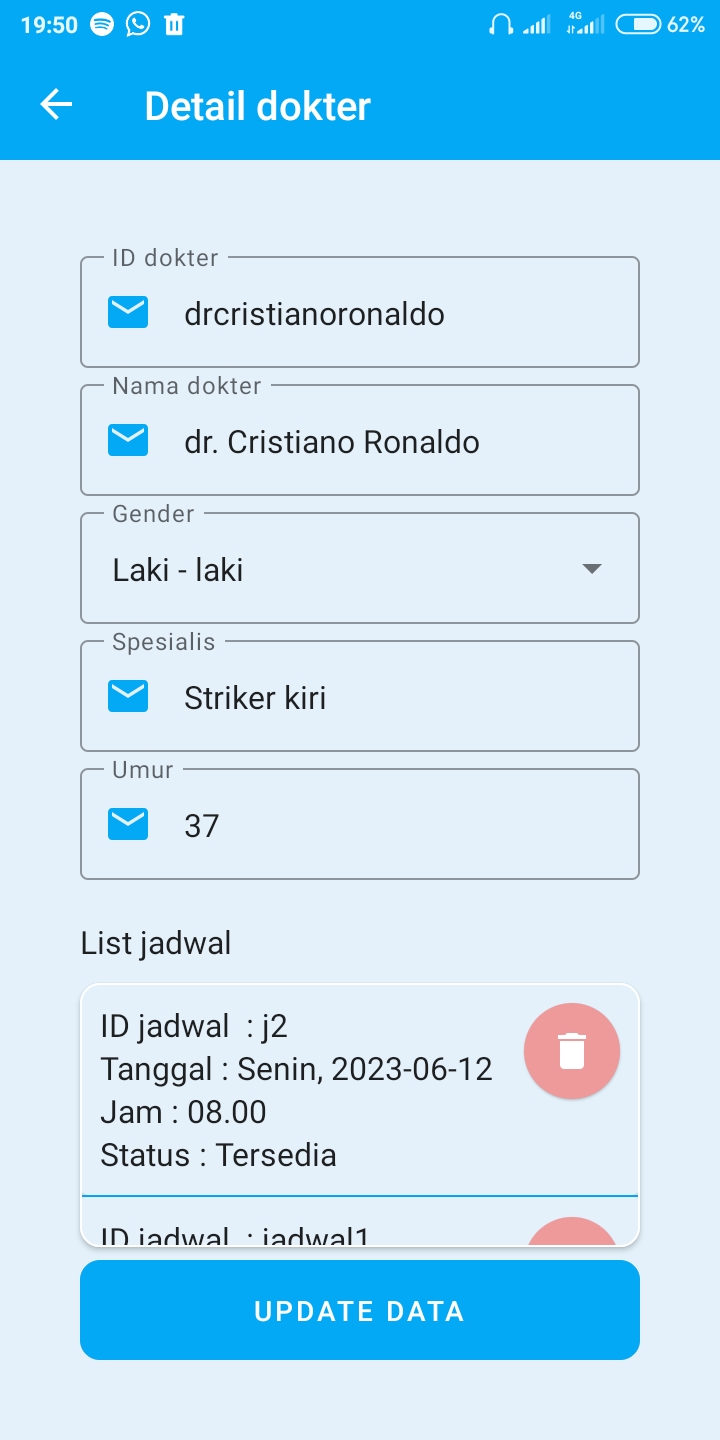 19:50
4G
62%
Detail dokter
ID dokter
drcristianoronaldo
Nama dokter
dr. Cristiano Ronaldo
Gender
Laki - laki
Spesialis
Striker kiri
Umur
37
List jadwal
ID jadwal  : j2
Tanggal : Senin, 2023-06-12
Jam : 08.00
Status : Tersedia
ID jadwal  : jadwal1
UPDATE DATA